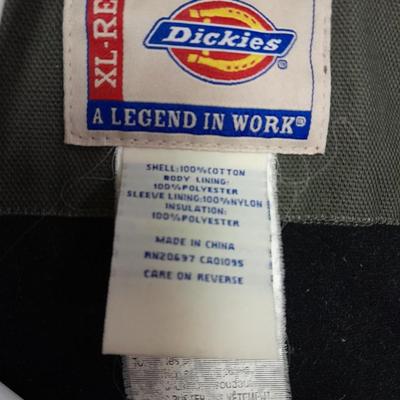 XL-RE
Dickies
A LEGEND IN WORK®
SHELL:100%COTTON
BODY LINING:
100%POLYESTER
SLEEVE LINING:100%NYLON
INSULATION:
100%POLYESTER
MADE IN CHINA
RN20697 CA01095
CARE ON REVERSE
VÊTEMENT